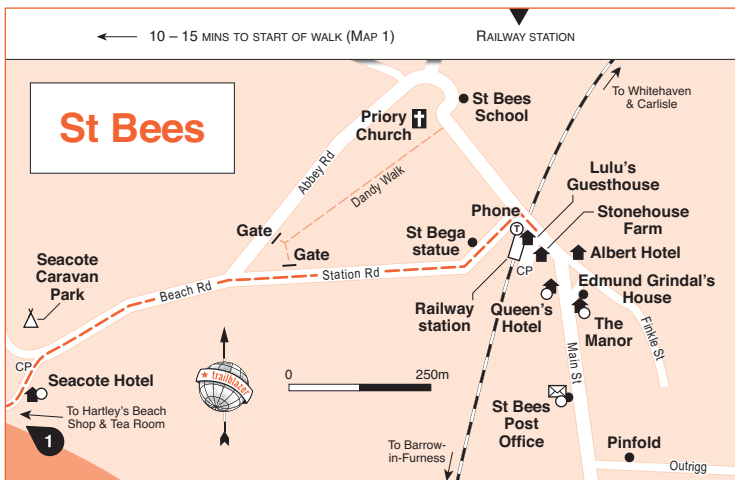 10 – 15 MINS TO START OF WALK (MAP 1)
RAILWAY STATION
St Bees
To Whitehaven
& Carlisle
St Bees
School
Priory
Church
Abbey Rd
Dandy Walk
Lulu's
Guesthouse
Phone
T
Stonehouse
Farm
St Bega
statue
Gate
Gate
Albert Hotel
CP
Seacote
Caravan
Park
Station Rd
Beach Rd
Edmund Grindal's
House
Railway
station
Queen's
Hotel
The
Manor
Finkle St
Main St
trailblazer
0
250m
CP
Seacote Hotel
To Hartley's Beach
Shop & Tea Room
1
St Bees
Post
Office
To Barrow-
in-Furness
Pinfold
Outrigg